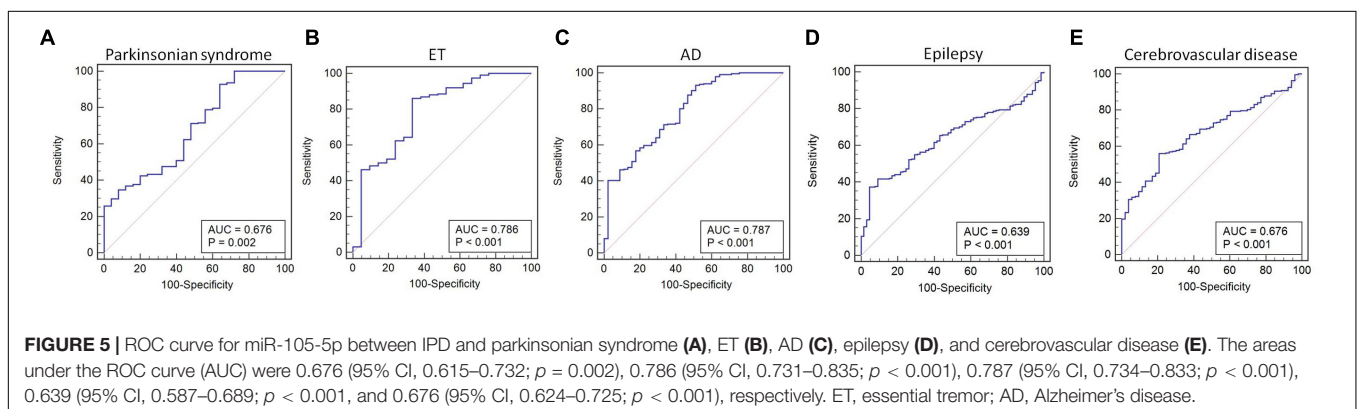 A
Parkinsonian syndrome
100
80
60
40
20
0
Sensitivity
AUC = 0.676
P = 0.002
0 20 40 60 80 100
100-Specificity
B
ET
100
80
60
40
20
0
Sensitivity
AUC = 0.786
P < 0.001
0 20 40 60 80 100
100-Specificity
C
AD
100
80
60
40
20
0
Sensitivity
AUC = 0.787
P < 0.001
0 20 40 60 80 100
100-Specificity
D
Epilepsy
100
80
60
40
20
0
Sensitivity
AUC = 0.639
P < 0.001
0 20 40 60 80 100
100-Specificity
E
Cerebrovascular disease
100
80
60
40
20
0
Sensitivity
AUC = 0.676
P < 0.001
0 20 40 60 80 100
100-Specificity
FIGURE 5 | ROC curve for miR-105-5p between IPD and parkinsonian syndrome (A), ET (B), AD (C), epilepsy (D), and cerebrovascular disease (E). The areas
under the ROC curve (AUC) were 0.676 (95% CI, 0.615–0.732; p = 0.002), 0.786 (95% CI, 0.731–0.835; p < 0.001), 0.787 (95% CI, 0.734–0.833; p < 0.001),
0.639 (95% CI, 0.587–0.689; p < 0.001, and 0.676 (95% CI, 0.624–0.725; p < 0.001), respectively. ET, essential tremor; AD, Alzheimer's disease.